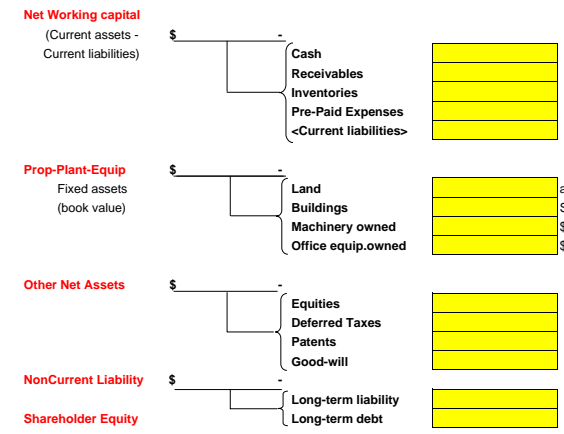 Net Working capital
(Current assets - $ -
Current liabilities) Cash
Receivables
Inventories
Pre-Paid Expenses
<Current liabilities>
Prop-Plant-Equip $ -
Fixed assets Land
(book value) Buildings
Machinery owned $
Office equip.owned $
Other Net Assets $ -
Equities
Deferred Taxes
Patents
Good-will
NonCurrent Liability $ -
Long-term liability
Shareholder Equity Long-term debt